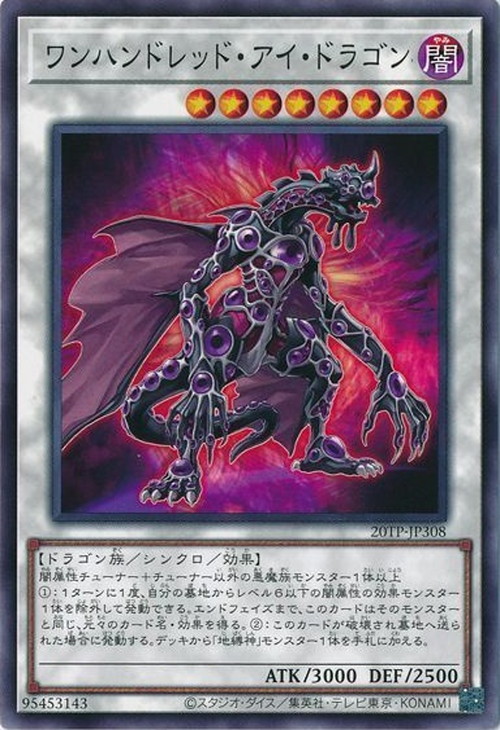 ワンハンドレッド・アイ・ドラゴン
闇
20TP-JP308
【ドラゴン族/シンクロ/効果】
闇属性チューナー+チューナー以外の悪魔族モンスター1体以上
①:1ターンに1度、自分の墓地からレベル6以下の闇属性の効果モンスター
1体を除外して発動できる。エンドフェイズまで、このカードはそのモンスター
と同じ、元々のカード名・効果を得る。②:このカードが破壊され墓地へ送ら
れた場合に発動する。デッキから「地縛神」モンスター1体を手札に加える。
ATK/3000 DEF/2500
95453143
©スタジオ・ダイス/集英社・テレビ東京・KONAMI